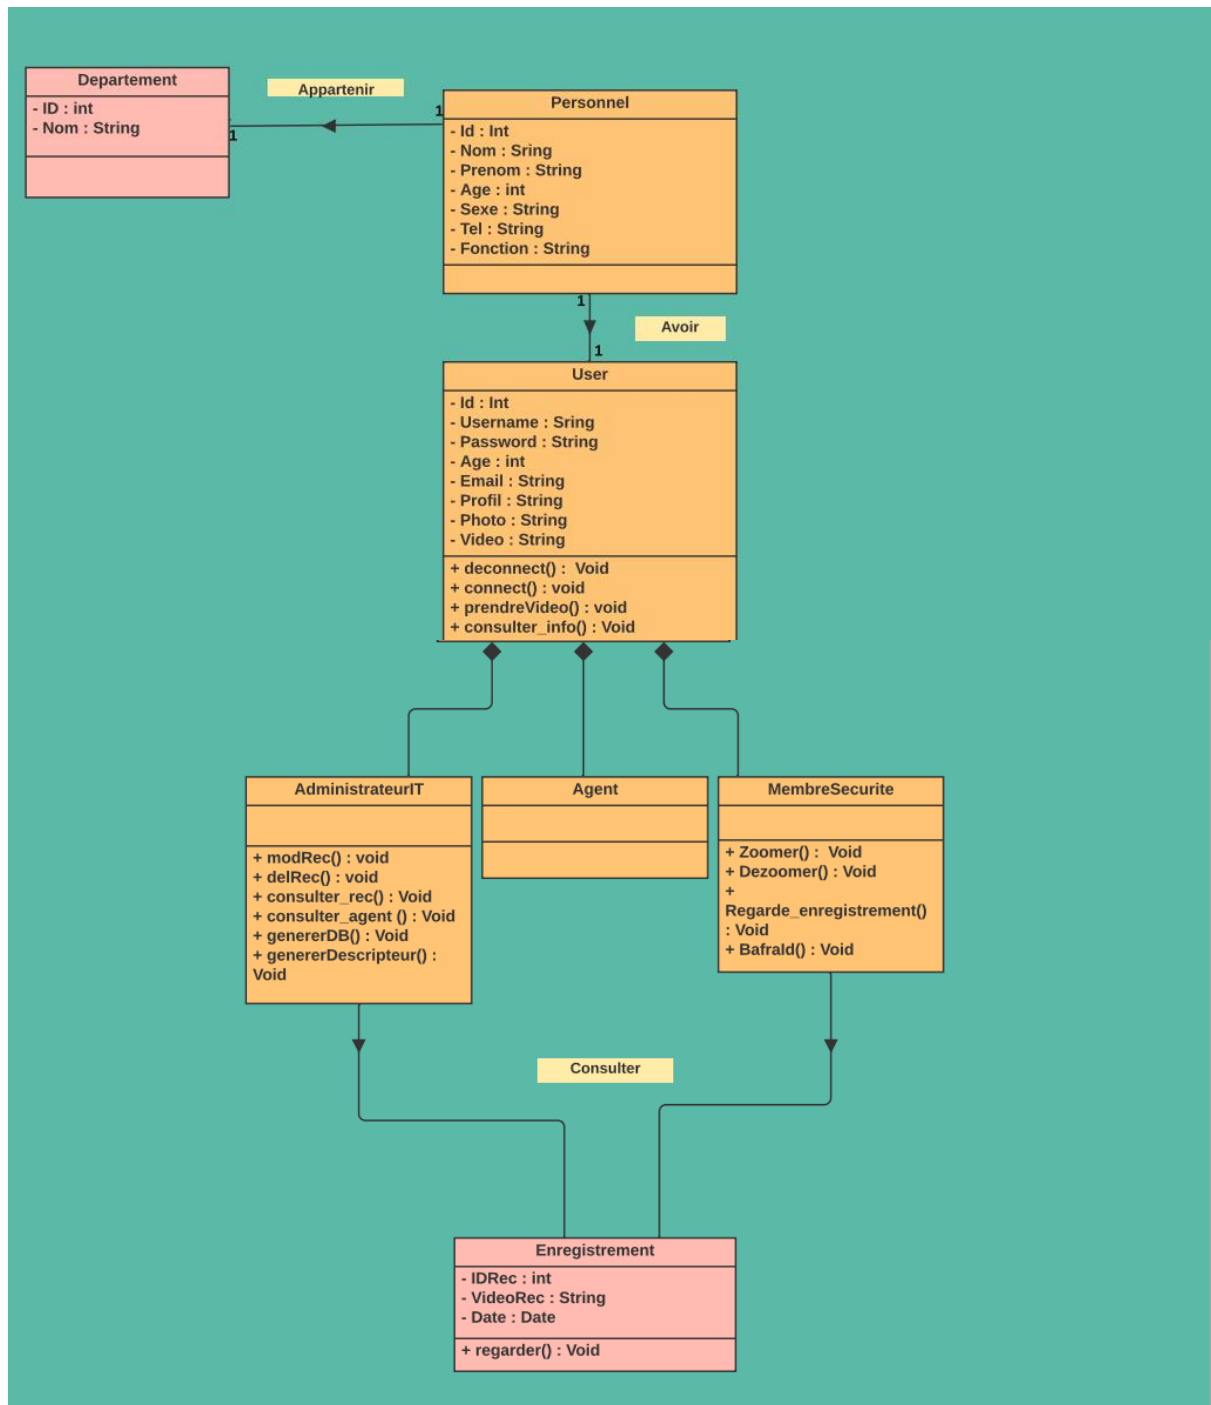 Departement
- ID : int
- Nom : String
Appartenir
1
1
Personnel
- Id : Int
- Nom : Sring
- Prenom : String
- Age : int
- Sexe : String
- Tel : String
- Fonction : String
1
Avoir
1
User
- Id : Int
- Username : Sring
- Password : String
- Age : int
- Email : String
- Profil : String
- Photo : String
- Video : String
+ deconnect() :  Void
+ connect() : void
+ prendreVideo() : void
+ consulter_info() : Void
AdministrateurIT
+ modRec() : void
+ delRec() : void
+ consulter_rec() : Void
+ consulter_agent () : Void
+ genererDB() : Void
+ genererDescripteur() :
Void
Agent
MembreSecurite
+ Zoomer() :  Void
+ Dezoomer() : Void
+
Regarde_enregistrement()
: Void
+ BafraId() : Void
Consulter
Enregistrement
- IDRec : int
- VideoRec : String
- Date : Date
+ regarder() : Void